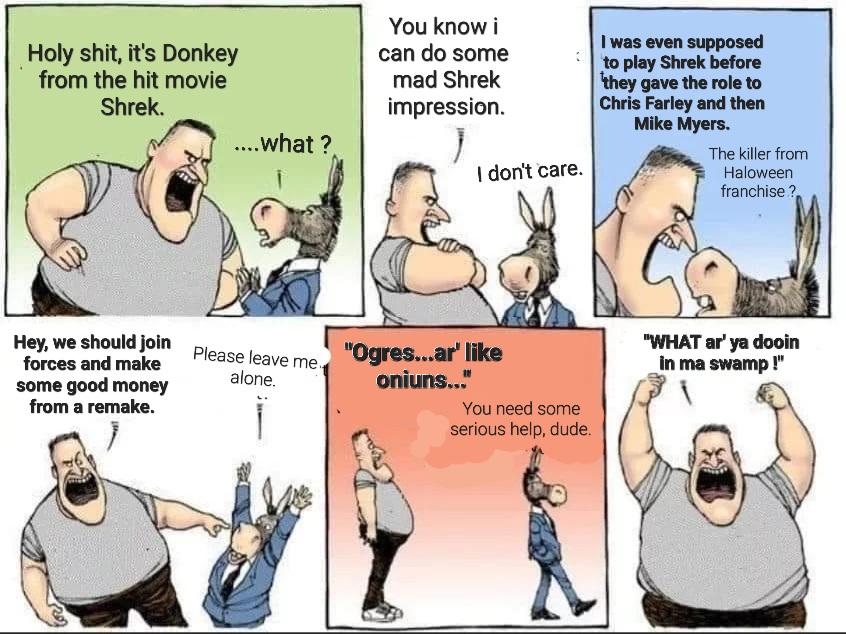 Holy shit, it's Donkey
from the hit movie
Shrek.
....what ?
You know i
can do some
mad Shrek
impression.
I don't care.
I was even supposed
to play Shrek before
they gave the role to
Chris Farley and then
Mike Myers.
The killer from
Haloween
franchise ?
Hey, we should join
forces and make
some good money
from a remake.
Please leave me
alone.
"Ogres...ar' like
oniuns..."
You need some
serious help, dude.
"WHAT ar' ya dooin
in ma swamp !"